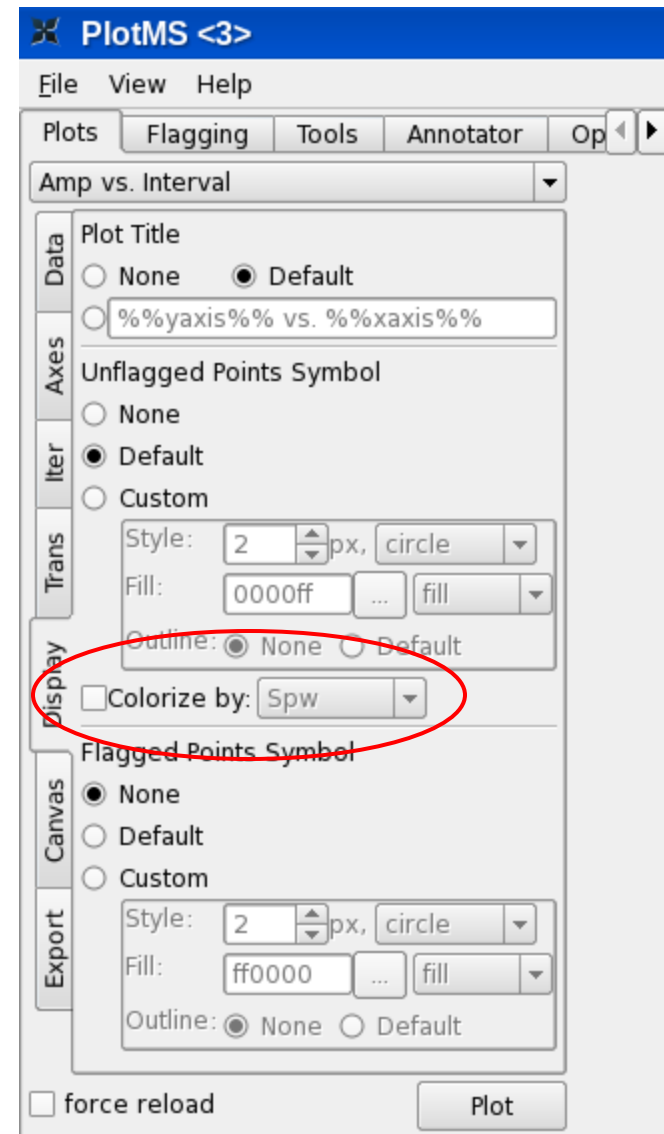 PlotMS <3>
File View Help
Plots Flagging Tools Annotator Op
Amp vs. Interval
Data
Axes
Iter
Trans
Display
Canvas
Export
Plot Title
None Default
%%yaxis%% vs. %%xaxis%%
Unflagged Points Symbol
None
Default
Custom
Style: 2 px, circle
Fill: 0000ff ... fill
Outline: None Default
Colorize by: Spw
Flagged Points Symbol
None
Default
Custom
Style: 2 px, circle
Fill: ff0000 ... fill
Outline: None Default
force reload Plot